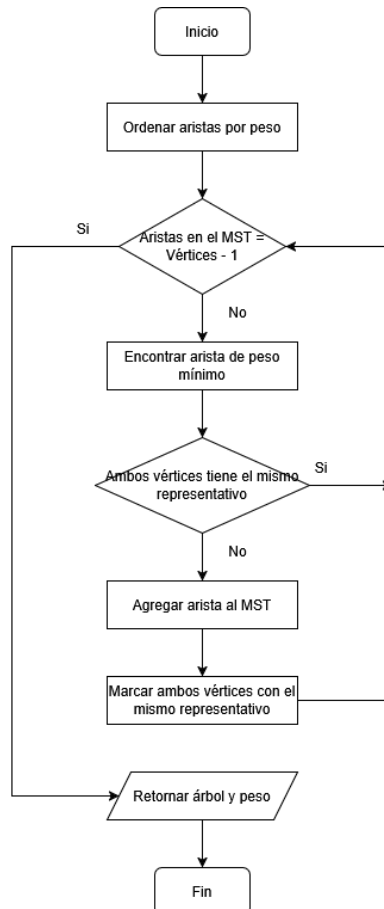 Inicio
Ordenar aristas por peso
Si
Aristas en el MST =
Vértices - 1
No
Encontrar arista de peso
mínimo
Ambos vértices tiene el mismo
representativo
Si
No
Agregar arista al MST
Marcar ambos vértices con el
mismo representativo
Retornar árbol y peso
Fin